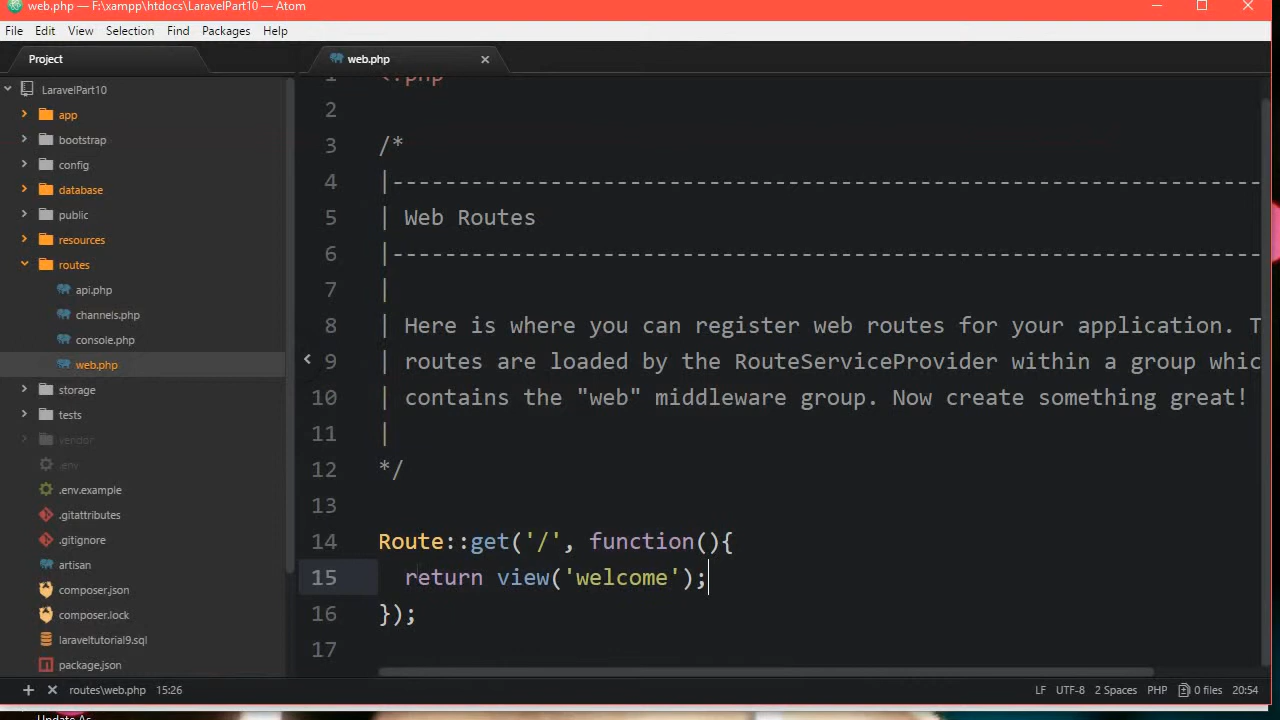 web.php — F:\xampp\htdocs\LaravelPart10 — Atom
File Edit View Selection Find Packages Help
Project
web.php
LaravelPart10
app
bootstrap
config
database
public
resources
routes
api.php
channels.php
console.php
web.php
storage
tests
vendor
.env
.env.example
.gitattributes
.gitignore
artisan
composer.json
composer.lock
laraveltutorial9.sql
package.json
1 <?php
2
3 /*
4 |--------------------------------------------------------------------------
5 | Web Routes
6 |--------------------------------------------------------------------------
7 |
8 | Here is where you can register web routes for your application. T
9 | routes are loaded by the RouteServiceProvider within a group whic
10 | contains the "web" middleware group. Now create something great!
11 |
12 */
13
14 Route::get('/', function(){
15 return view('welcome');
16 });
17
routes\web.php 15:26 LF UTF-8 2 Spaces PHP 0 files 20:54
Update As